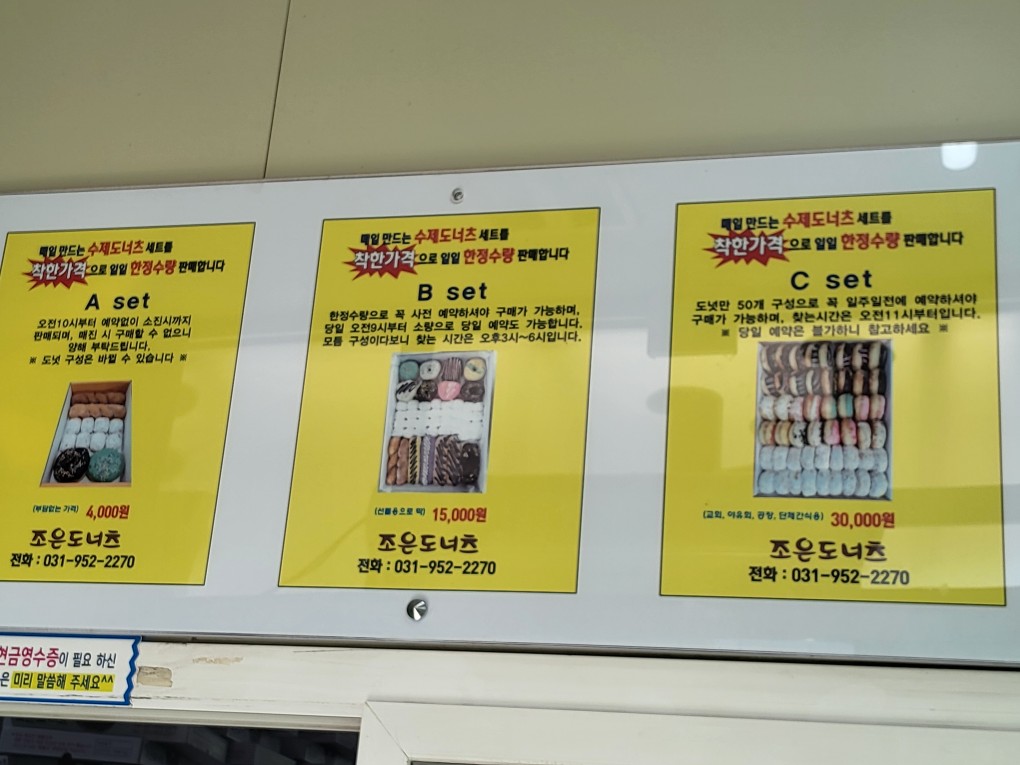 매일 만드는 수제도너츠 세트를
착한가격으로 일일 한정수량 판매합니다
A set
오전10시부터 예약없이 소진시까지
판매되며, 매진 시 구매할 수 없으니
양해 부탁드립니다.
※ 도넛 구성은 바뀔 수 있습니다 ※
(부담없는 가격) 4,000원
조은도너츠
전화 : 031-952-2270
매일 만드는 수제도너츠 세트를
착한가격으로 일일 한정수량 판매합니다
B set
한정수량으로 꼭 사전 예약하셔야 구매가 가능하며,
당일 오전9시부터 소량으로 당일 예약도 가능합니다.
모듬 구성이다보니 찾는 시간은 오후3시~6시입니다.
(선물용으로 딱) 15,000원
조은도너츠
전화 : 031-952-2270
매일 만드는 수제도너츠 세트를
착한가격으로 일일 한정수량 판매합니다
C set
도넛만 50개 구성으로 꼭 일주일전에 예약하셔야
구매가 가능하며, 찾는시간은 오전11시부터입니다.
※ 당일 예약은 불가하니 참고하세요 ※
(교회, 야유회, 공장, 단체간식용) 30,000원
조은도너츠
전화 : 031-952-2270
현금영수증이 필요 하신
은 미리 말씀해 주세요^^